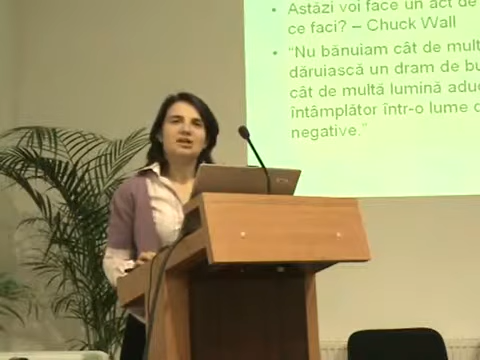 • Astăzi voi face un act de
ce faci? – Chuck Wall
• “Nu bănuiam cât de mult
dăruiască un dram de bu
cât de multă lumină adu
întâmplător într-o lume
negative.”